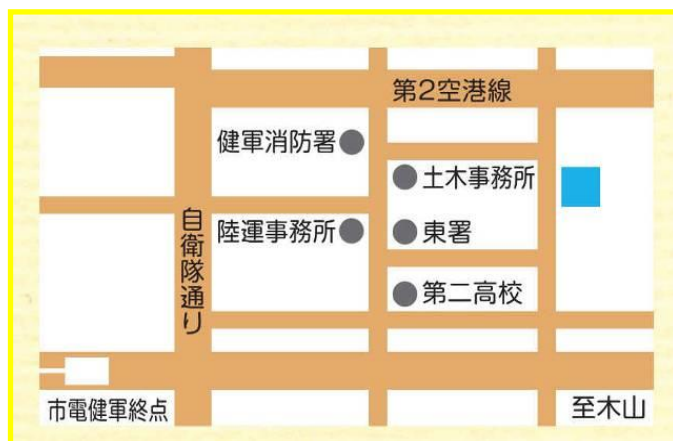 第2空港線
健軍消防署
土木事務所
自衛隊通り
陸運事務所
東署
第二高校
市電健軍終点
至木山